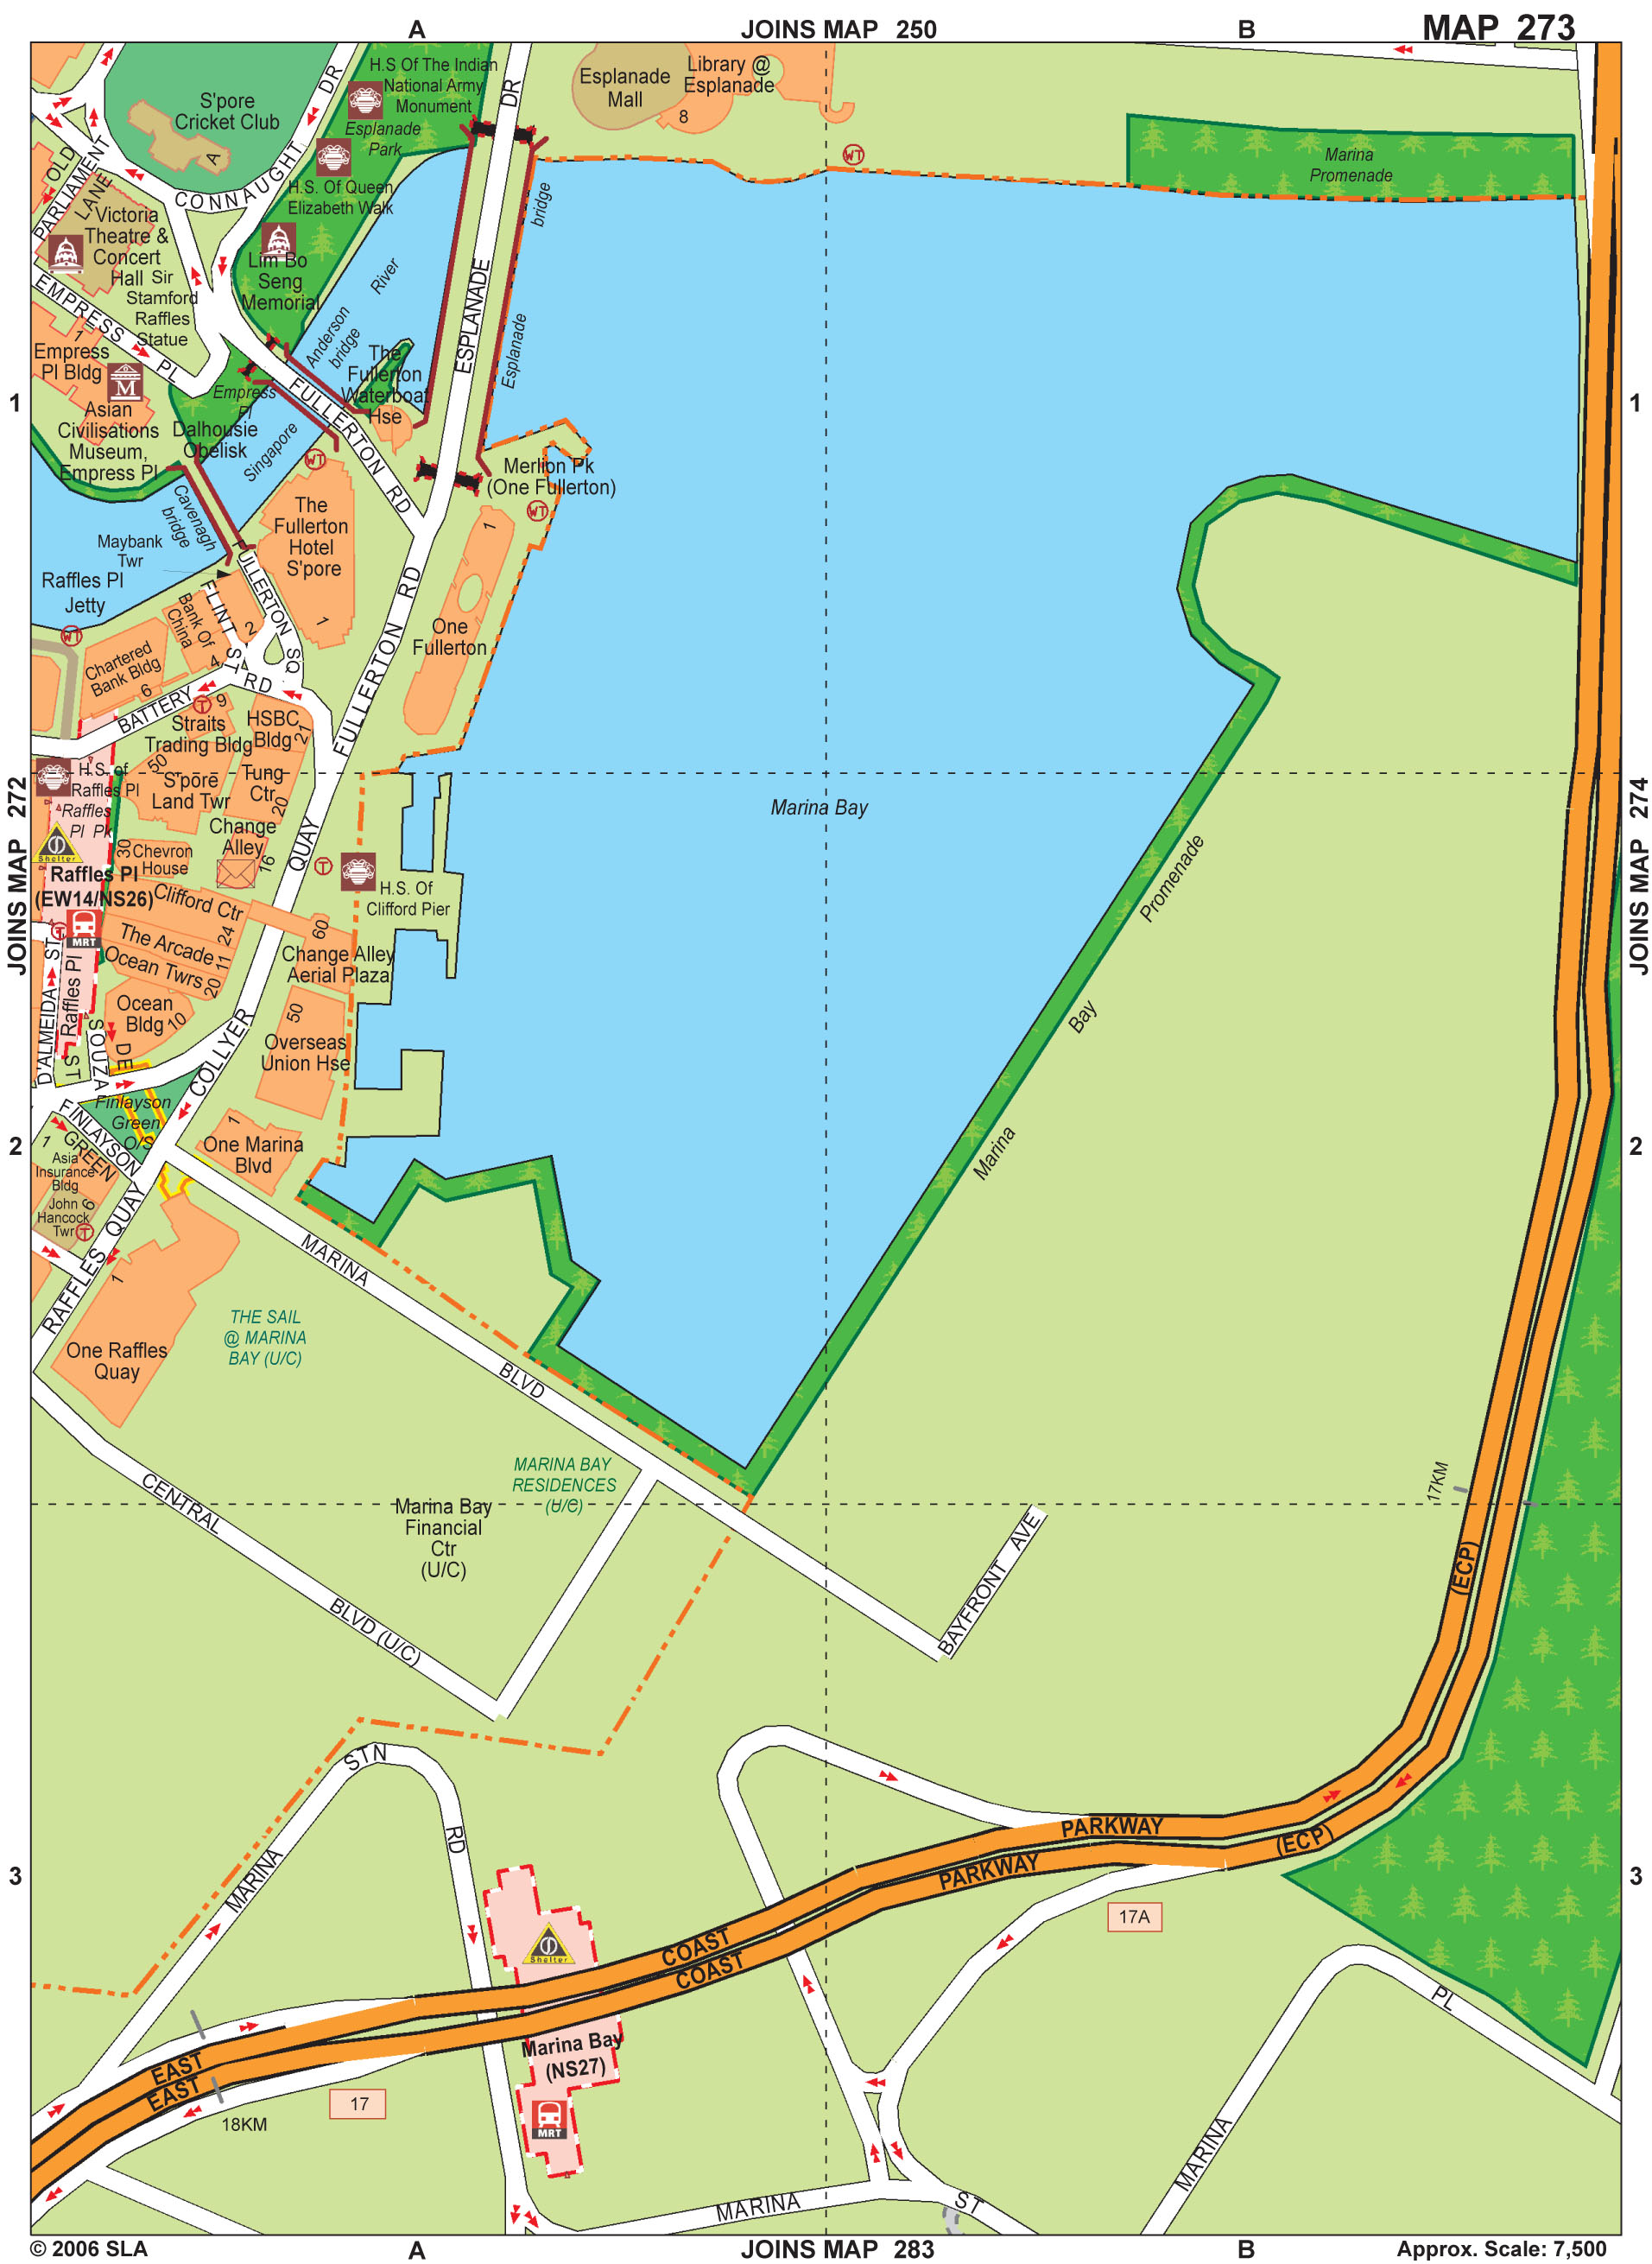 A
JOINS MAP 250
B
MAP 273
H.S Of The Indian
National Army
Monument
Esplanade
Park
H.S. Of Queen
Elizabeth Walk
Lim Bo
Seng
Memorial
S'pore
Cricket Club
A
CONNAUGHT DR
OLD
PARLIAMENT
LANE
Victoria
Theatre &
Concert
Hall
Sir
Stamford
Raffles
Statue
EMPRESS PL
1
Empress
Pl Bldg
M
Asian
Civilisations
Museum,
Empress Pl
Empress
Pl
Dalhousie
Obelisk
Singapore
River
Anderson
bridge
The
Fullerton
Waterboat
Hse
ESPLANADE DR
Esplanade
bridge
Esplanade
Mall
Library @
Esplanade
8
WT
Marina
Promenade
1
1
FULLERTON RD
WT
Merlion Pk
(One Fullerton)
WT
1
One
Fullerton
The
Fullerton
Hotel
S'pore
1
Cavenagh
bridge
Maybank
Twr
Raffles Pl
Jetty
WT
FULLERTON SQ
FLINT ST
Bank Of
China
4
2
Chartered
Bank Bldg
6
BATTERY RD
T
9
Straits
Trading Bldg
HSBC
Bldg
21
FULLERTON RD
50
S'pore
Land Twr
Tung
Ctr
20
Change
Alley
16
H.S. of
Raffles Pl
Raffles
Pl Pk
Shelter
Raffles Pl
(EW14/NS26)
T
MRT
30
Chevron
House
Clifford Ctr
24
The Arcade
11
Ocean Twrs
20
Ocean
Bldg
10
COLLYER QUAY
T
H.S. Of
Clifford Pier
60
Change Alley
Aerial Plaza
50
Overseas
Union Hse
1
One Marina
Blvd
Marina Bay
Marina Bay Promenade
JOINS MAP 272
JOINS MAP 274
D'ALMEIDA ST
Raffles Pl
DE SOUZA ST
Finlayson
Green
O/S
FINLAYSON
GREEN
1
Asia
Insurance
Bldg
John
Hancock
Twr
6
T
2
2
RAFFLES QUAY
1
One Raffles
Quay
THE SAIL
@ MARINA
BAY (U/C)
MARINA BLVD
MARINA BAY
RESIDENCES
(U/C)
Marina Bay
Financial
Ctr
(U/C)
CENTRAL BLVD (U/C)
BAYFRONT AVE
17KM
(ECP)
MARINA STN RD
3
3
Shelter
EAST COAST PARKWAY (ECP)
EAST COAST PARKWAY
17A
Marina Bay
(NS27)
MRT
17
18KM
MARINA ST
MARINA PL
© 2006 SLA
A
JOINS MAP 283
B
Approx. Scale: 7,500